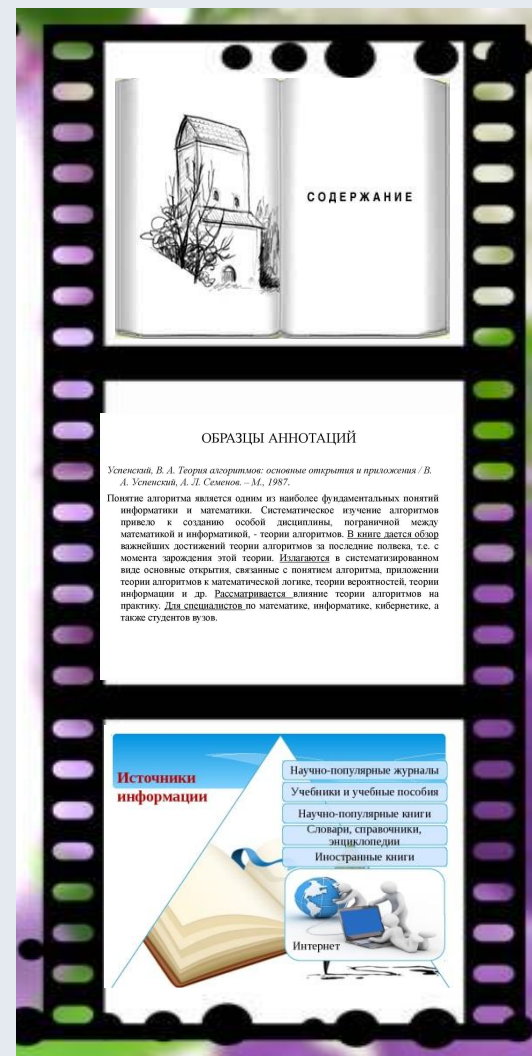 СОДЕРЖАНИЕ
ОБРАЗЦЫ АННОТАЦИЙ
Успенский, В. А. Теория алгоритмов: основные открытия и приложения / В.
А. Успенский, А. Л. Семенов. – М., 1987.
Понятие алгоритма является одним из наиболее фундаментальных понятий
информатики и математики. Систематическое изучение алгоритмов
привело к созданию особой дисциплины, пограничной между
математикой и информатикой, - теории алгоритмов. В книге дается обзор
важнейших достижений теории алгоритмов за последние полвека, т.е. с
момента зарождения этой теории. Излагаются в систематизированном
виде основные открытия, связанные с понятием алгоритма, приложении
теории алгоритмов к математической логике, теории вероятностей, теории
информации и др. Рассматривается влияние теории алгоритмов на
практику. Для специалистов по математике, информатике, кибернетике, а
также студентов вузов.
Источники
информации
Научно-популярные журналы
Учебники и учебные пособия
Научно-популярные книги
Словари, справочники,
энциклопедии
Иностранные книги
Интернет